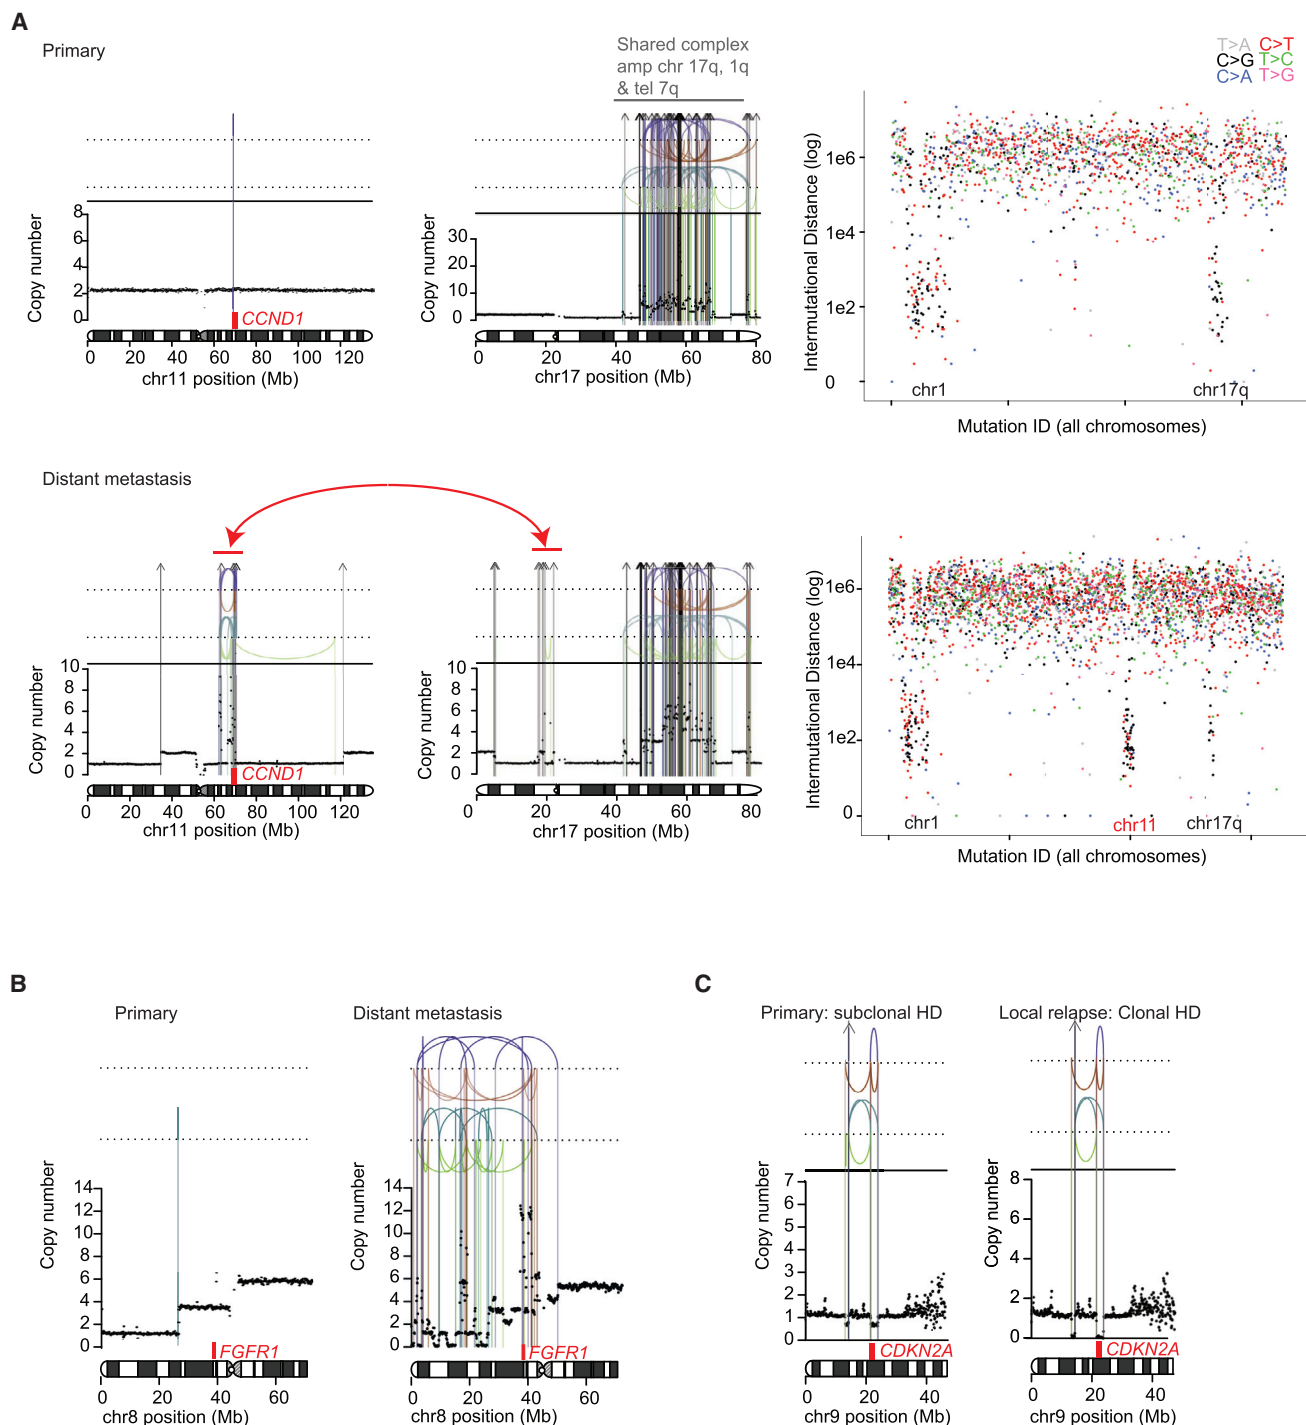 A
Primary
Shared complex
amp chr 17q, 1q
& tel 7q
T>A C>T
C>G T>C
C>A T>G
Copy number
8
6
4
2
0
CCND1
0 20 40 60 80 100 120
chr11 position (Mb)
Copy number
30
20
10
0
0 20 40 60 80
chr17 position (Mb)
Intermutational Distance (log)
1e6
1e4
1e2
0
chr1
chr17q
Mutation ID (all chromosomes)
Distant metastasis
Copy number
10
8
6
4
2
0
CCND1
0 20 40 60 80 100 120
chr11 position (Mb)
Copy number
10
8
6
4
2
0
0 20 40 60 80
chr17 position (Mb)
Intermutational Distance (log)
1e6
1e4
1e2
0
chr1
chr11
chr17q
Mutation ID (all chromosomes)
B
Primary
Copy number
14
12
10
8
6
4
2
0
FGFR1
0 20 40 60
chr8 position (Mb)
Distant metastasis
Copy number
14
12
10
8
6
4
2
0
FGFR1
0 20 40 60
chr8 position (Mb)
C
Primary: subclonal HD
Copy number
7
6
5
4
3
2
1
0
CDKN2A
0 20 40
chr9 position (Mb)
Local relapse: Clonal HD
Copy number
8
6
4
2
0
CDKN2A
0 20 40
chr9 position (Mb)